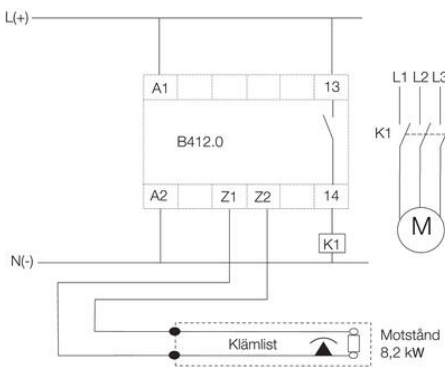 L(+)
A1
13
L1 L2 L3
B412.0
K1
M
A2
Z1
Z2
14
K1
N(-)
Klämlist
Motstånd
8,2 kW